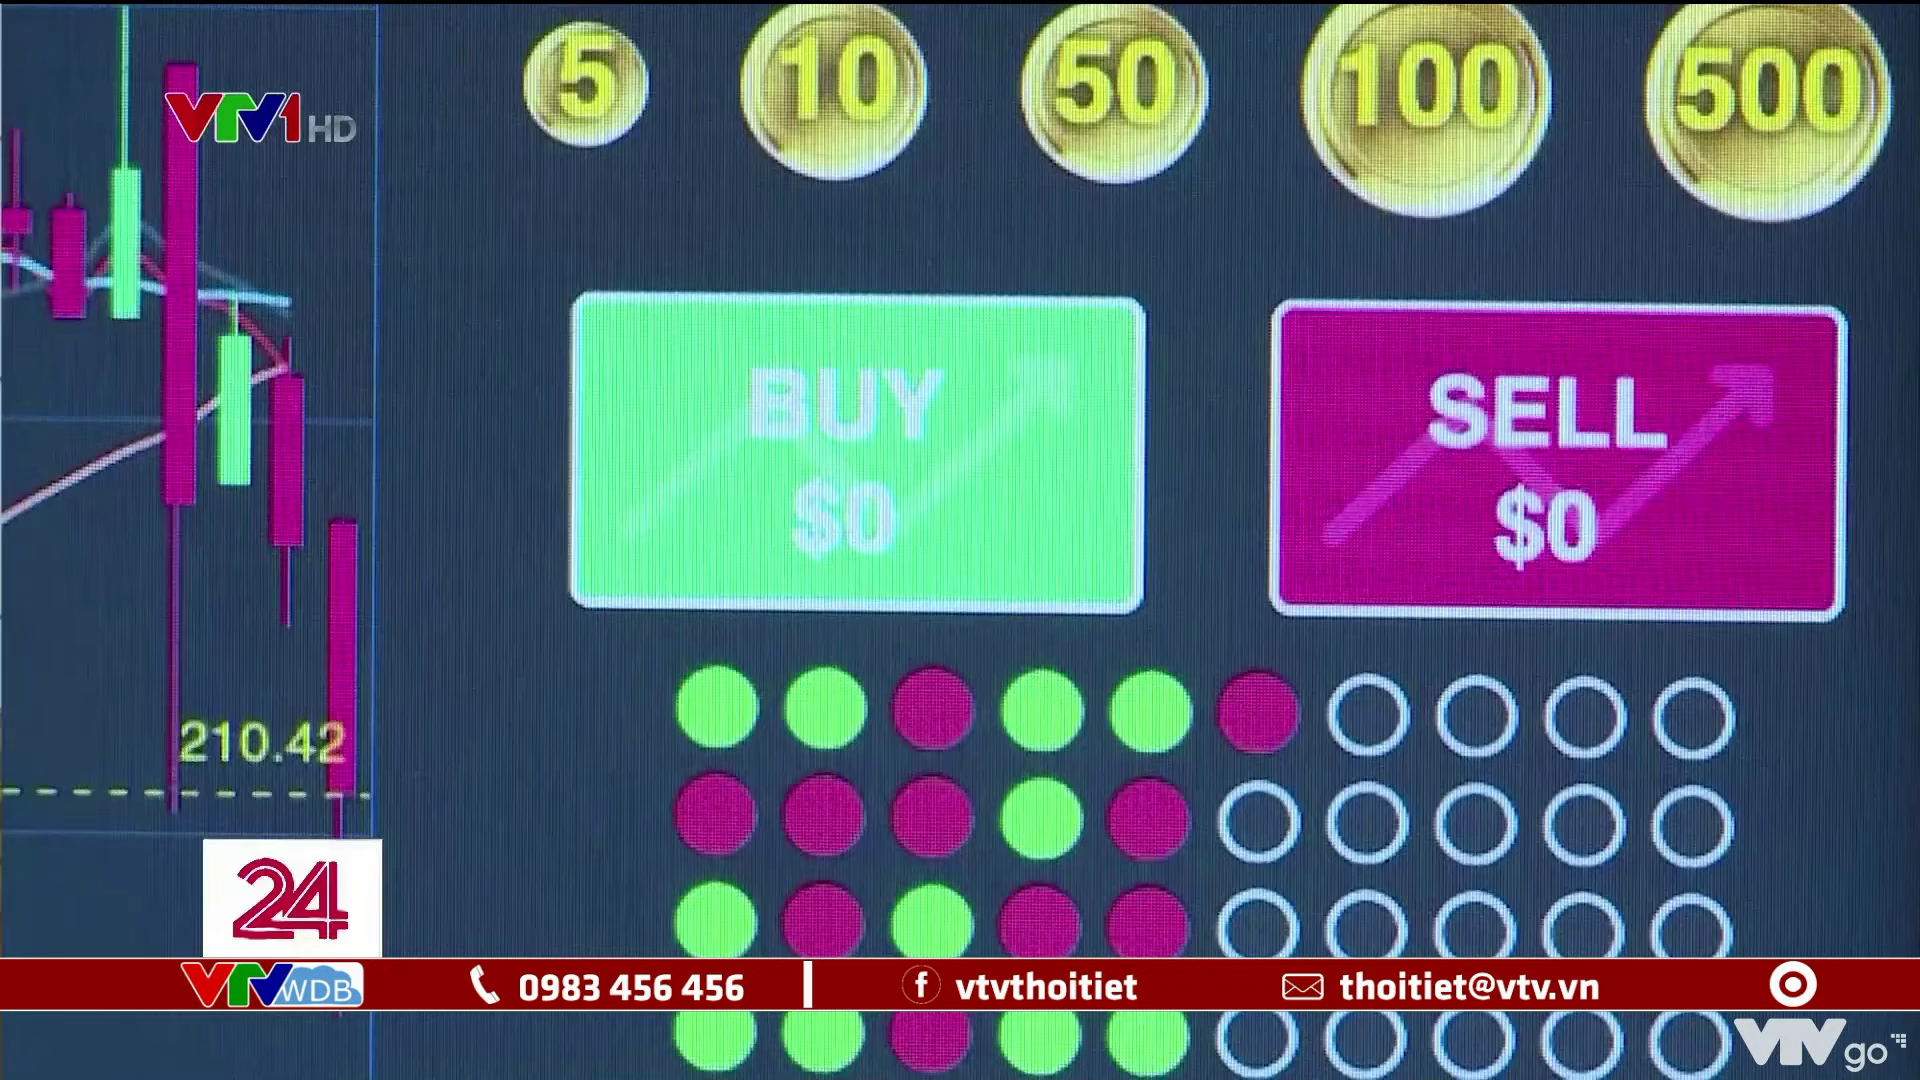 5 10 50 100 500
VTV1 HD
BUY
$0
SELL
$0
210.42
24
VTV WDB 0983 456 456 vtvthoitiet thoitiet@vtv.vn
VTV go